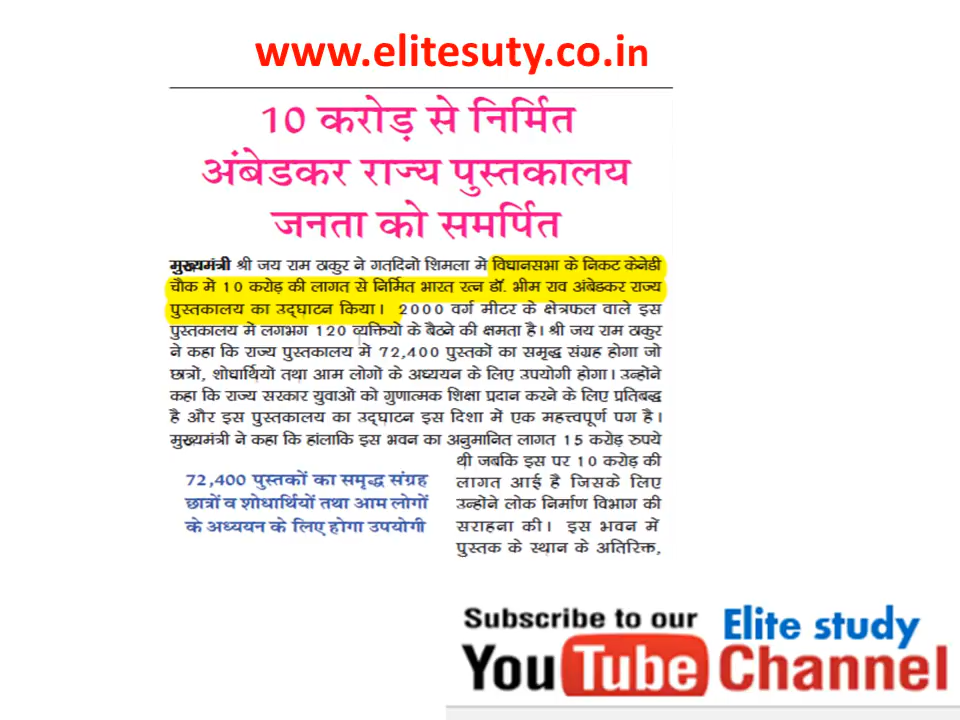 www.elitesuty.co.in
10 करोड़ से निर्मित
अंबेडकर राज्य पुस्तकालय
जनता को समर्पित
मुख्यमंत्री श्री जय राम ठाकुर ने गतदिनो शिमला में विधानसभा के निकट केनेडी
चौक में 10 करोड़ की लागत से निर्मित भारत रत्न डॉ. भीम राव अंबेडकर राज्य
पुस्तकालय का उद्घाटन किया। 2000 वर्ग मीटर के क्षेत्रफल वाले इस
पुस्तकालय में लगभग 120 व्यक्तियो के बैठने की क्षमता है। श्री जय राम ठाकुर
ने कहा कि राज्य पुस्तकालय में 72,400 पुस्तकों का समृद्ध संग्रह होगा जो
छात्रों, शोधार्थियों तथा आम लोगों के अध्ययन के लिए उपयोगी होगा। उन्होंने
कहा कि राज्य सरकार युवाओं को गुणात्मक शिक्षा प्रदान करने के लिए प्रतिबद्ध
है और इस पुस्तकालय का उद्घाटन इस दिशा में एक महत्त्वपूर्ण पग है।
मुख्यमंत्री ने कहा कि हांलाकि इस भवन का अनुमानित लागत 15 करोड़ रुपये
थी जबकि इस पर 10 करोड़ की
लागत आई है जिसके लिए
उन्होंने लोक निर्माण विभाग की
सराहना की। इस भवन में
पुस्तक के स्थान के अतिरिक्त,
72,400 पुस्तकों का समृद्ध संग्रह
छात्रों व शोधार्थियों तथा आम लोगों
के अध्ययन के लिए होगा उपयोगी
Subscribe to our
YouTube
Elite study
Channel